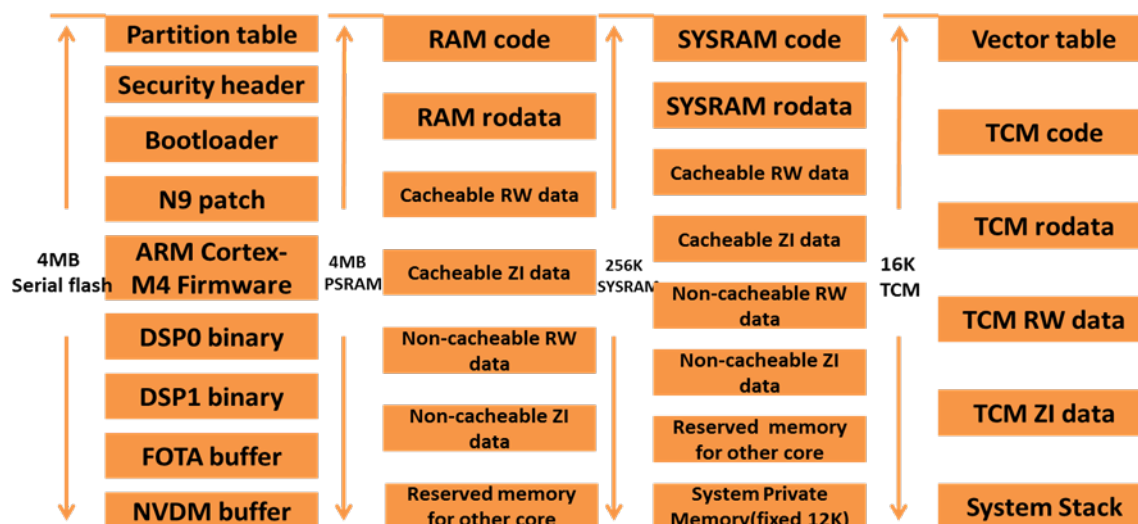 Partition table
Security header
Bootloader
N9 patch
ARM Cortex-
M4 Firmware
DSP0 binary
DSP1 binary
FOTA buffer
NVDM buffer
4MB
Serial flash
RAM code
RAM rodata
Cacheable RW data
Cacheable ZI data
Non-cacheable RW
data
Non-cacheable ZI
data
Reserved memory
for other core
4MB
PSRAM
SYSRAM code
SYSRAM rodata
Cacheable RW data
Cacheable ZI data
Non-cacheable RW
data
Non-cacheable ZI
data
Reserved memory
for other core
System Private
Memory(fixed 12K)
256K
SYSRAM
Vector table
TCM code
TCM rodata
TCM RW data
TCM ZI data
System Stack
16K
TCM